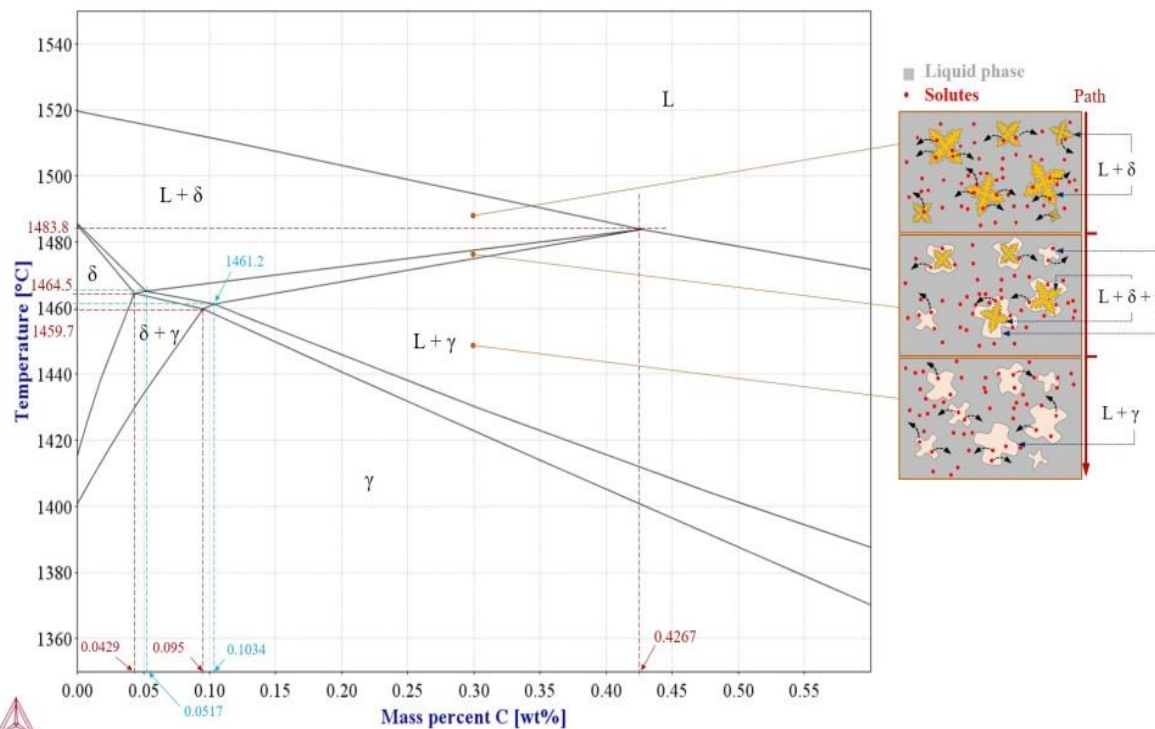 1540
1520
1500
1480
1460
1440
1420
1400
1380
1360
1483.8
1464.5
1459.7
Temperature [°C]
L
L + δ
δ
1461.2
δ + γ
L + γ
γ
0.0429
0.095
0.1034
0.4267
0.0517
0.00
0.05
0.10
0.15
0.20
0.25
0.30
0.35
0.40
0.45
0.50
0.55
Mass percent C [wt%]
Liquid phase
Solutes
Path
L + δ
L + δ +
L + γ